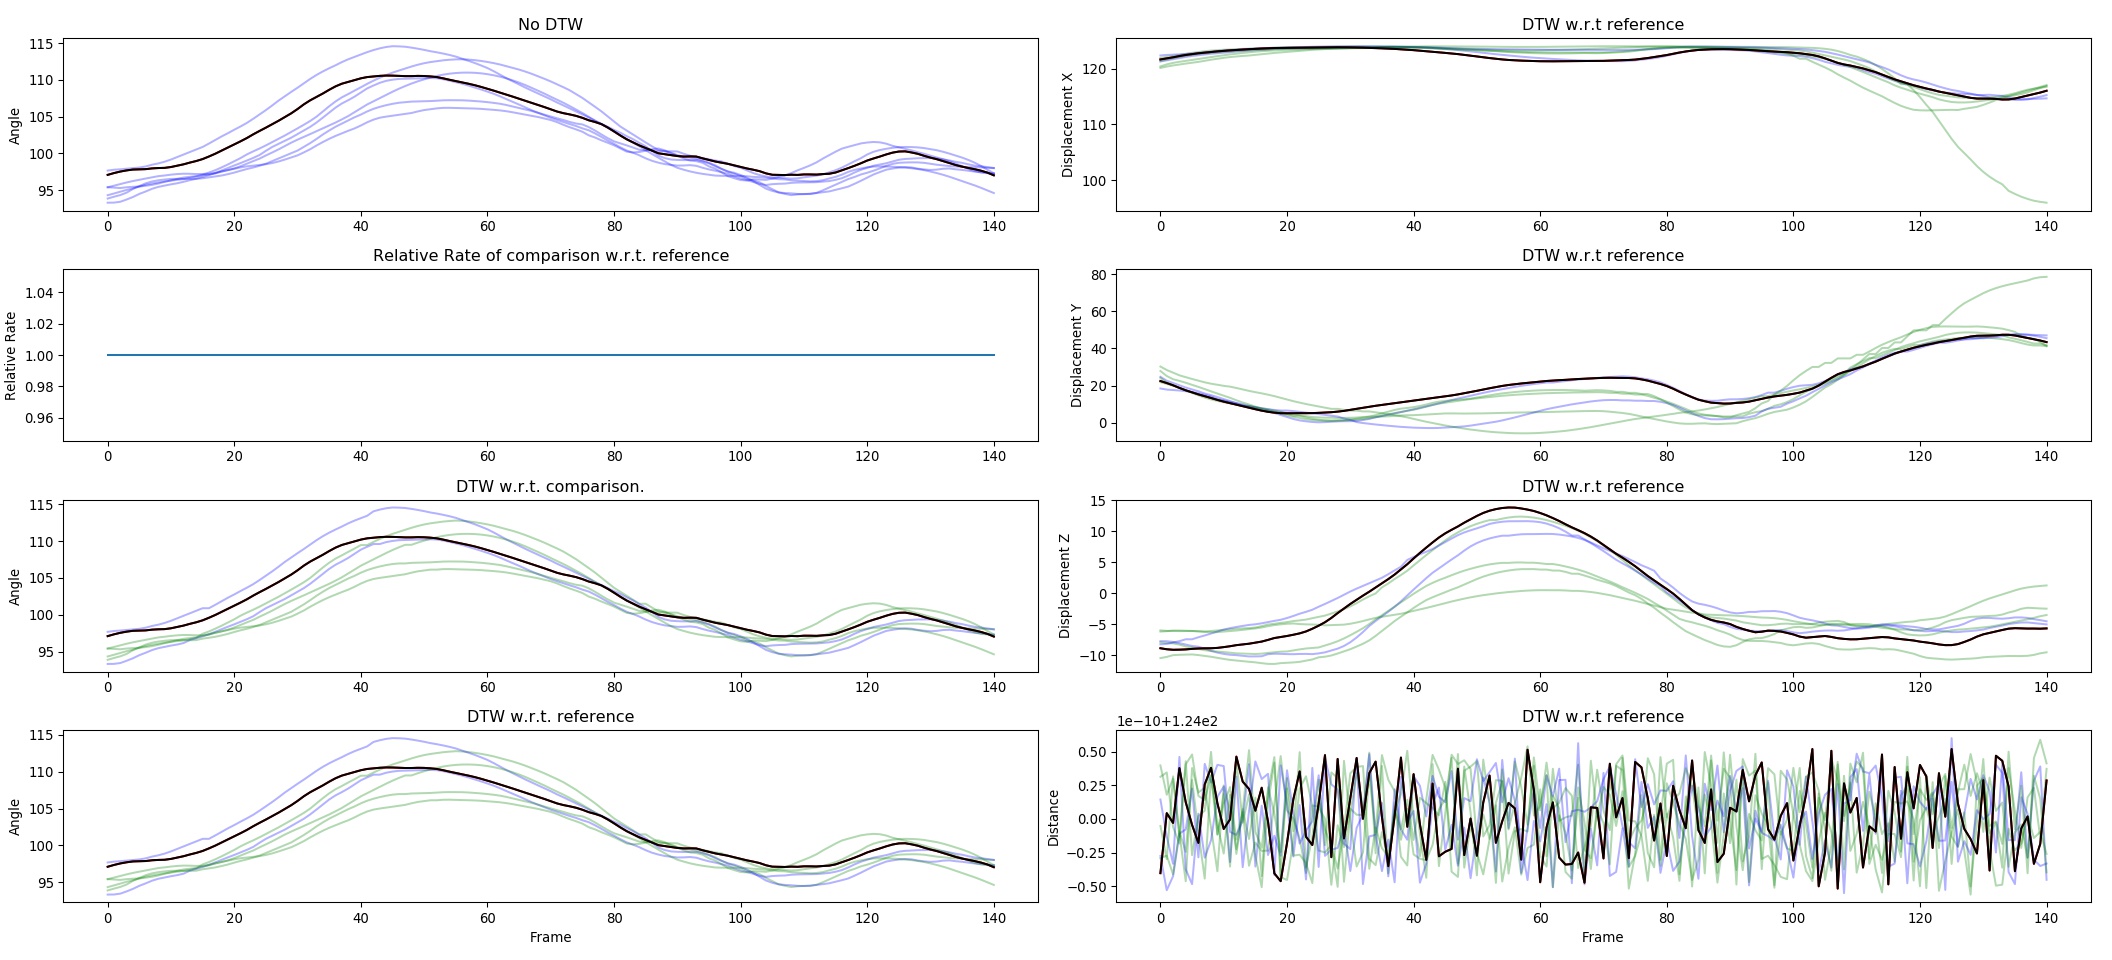 No DTW
115
110
105
100
95
Angle
0 20 40 60 80 100 120 140
DTW w.r.t reference
120
110
100
Displacement X
0 20 40 60 80 100 120 140
Relative Rate of comparison w.r.t. reference
1.04
1.02
1.00
0.98
0.96
Relative Rate
0 20 40 60 80 100 120 140
DTW w.r.t reference
80
60
40
20
0
Displacement Y
0 20 40 60 80 100 120 140
DTW w.r.t. comparison.
115
110
105
100
95
Angle
0 20 40 60 80 100 120 140
DTW w.r.t reference
15
10
5
0
−5
−10
Displacement Z
0 20 40 60 80 100 120 140
DTW w.r.t. reference
115
110
105
100
95
Angle
0 20 40 60 80 100 120 140
Frame
DTW w.r.t reference
1e−10+1.24e2
0.50
0.25
0.00
−0.25
−0.50
Distance
0 20 40 60 80 100 120 140
Frame